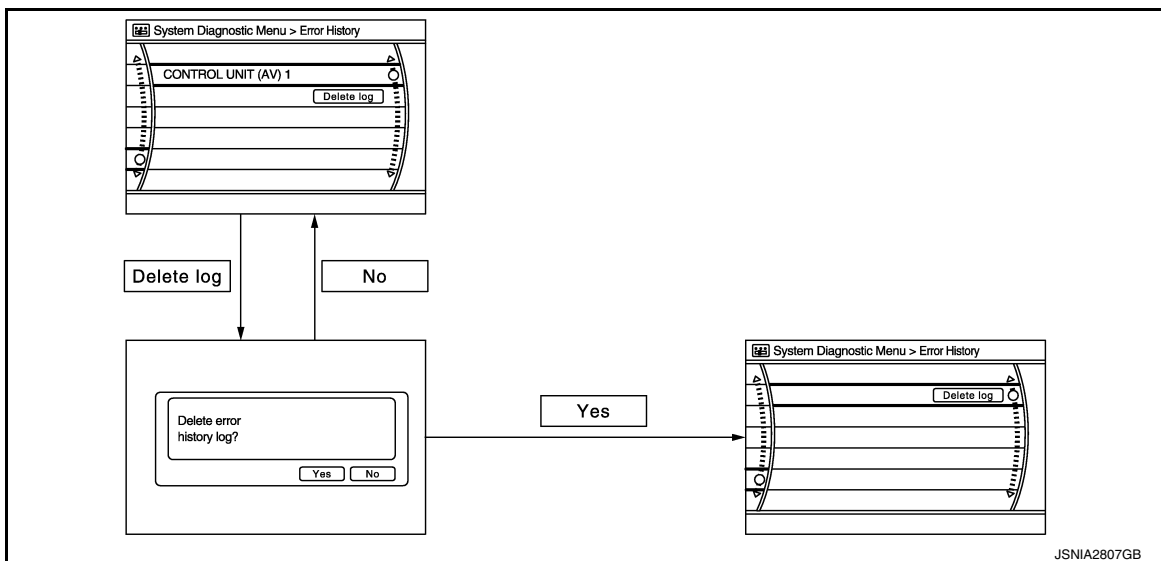 System Diagnostic Menu > Error History
CONTROL UNIT (AV) 1
Delete log
Delete log
No
Delete error
history log?
Yes
No
Yes
System Diagnostic Menu > Error History
Delete log
JSNIA2807GB